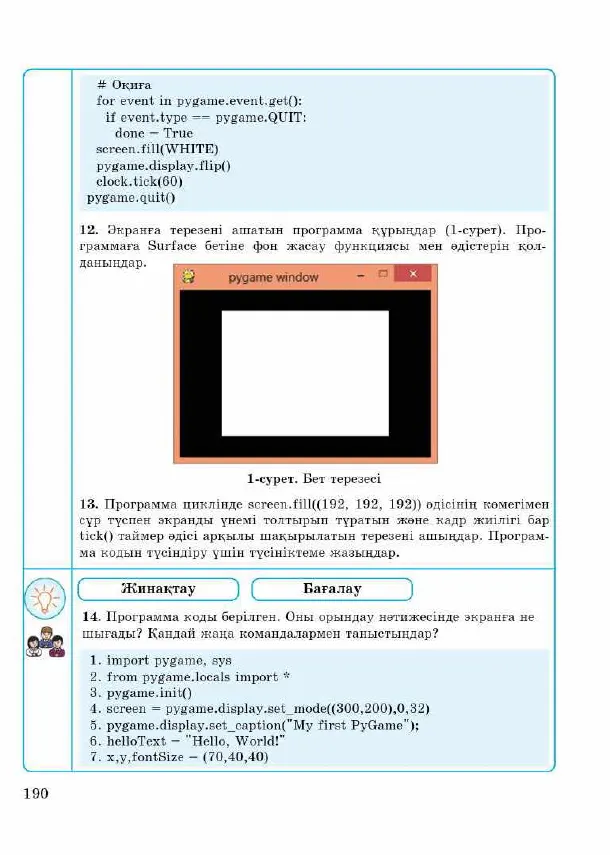 # Оқиға
for event in pygame.event.get():
if event.type == pygame.QUIT:
done = True
screen.fill(WHITE)
pygame.display.flip()
clock.tick(60)
pygame.quit()
12. Экранға терезені ашатын программа құрыңдар (1-сурет). Про-
граммаға Surface бетіне фон жасау функциясы мен әдістерін қол-
даныңдар.
pygame window
1-сурет. Бет терезесі
13. Программа циклінде screen.fill((192, 192, 192)) әдісінің көмегімен
сұр түспен экранды үнемі толтырып тұратын және кадр жиілігі бар
tick() таймер әдісі арқылы шақырылатын терезені ашыңдар. Програм-
ма кодын түсіндіру үшін түсініктеме жазыңдар.
Жинақтау
Бағалау
14. Программа коды берілген. Оны орындау нәтижесінде экранға не
шығады? Қандай жаңа командалармен таныстыңдар?
1. import pygame, sys
2. from pygame.locals import *
3. pygame.init()
4. screen = pygame.display.set_mode((300,200),0,32)
5. pygame.display.set_caption("My first PyGame");
6. helloText = "Hello, World!"
7. x,y,fontSize = (70,40,40)
190